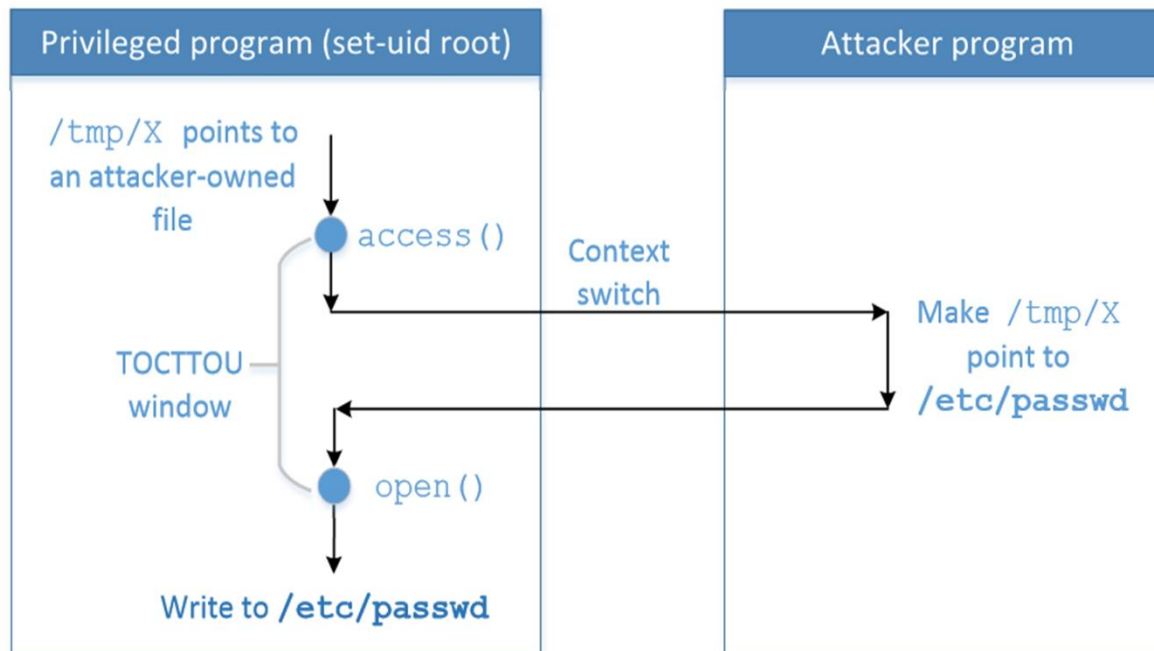 Privileged program (set-uid root)
Attacker program
/tmp/X points to
an attacker-owned
file
access()
Context
switch
Make /tmp/X
point to
/etc/passwd
TOCTTOU
window
open()
Write to /etc/passwd